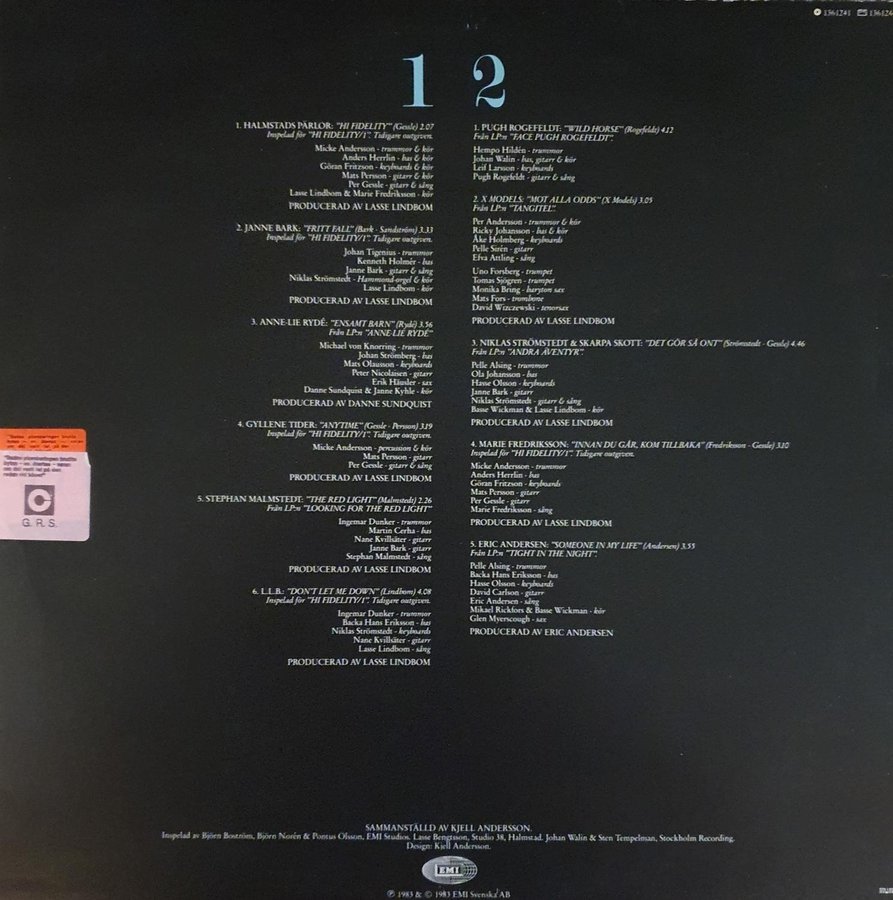 1361241 136124
1 2
1. HALMSTADS PÄRLOR: "HI FIDELITY" (Gessle) 2.07
Inspelad för "HI FIDELITY/1". Tidigare outgiven.
Micke Andersson - trummor & kör
Anders Herrlin - bas & kör
Göran Fritzson - keyboards & kör
Mats Persson - gitarr & kör
Per Gessle - gitarr & sång
Lasse Lindbom & Marie Fredriksson - kör
PRODUCERAD AV LASSE LINDBOM
2. JANNE BARK: "FRITT FALL" (Bark - Sandström) 3.33
Inspelad för "HI FIDELITY/1". Tidigare outgiven.
Johan Tigenius - trummor
Kenneth Holmér - bas
Janne Bark - gitarr & sång
Niklas Strömstedt - Hammond-orgel & kör
Lasse Lindbom - kör
PRODUCERAD AV LASSE LINDBOM
3. ANNE-LIE RYDÉ: "ENSAMT BARN" (Rydé) 3.56
Från LP:n "ANNE-LIE RYDÉ"
Michael von Knorring - trummor
Johan Strömberg - bas
Mats Olausson - keyboards
Peter Nicolaisen - gitarr
Erik Häusler - sax
Danne Sundquist & Janne Kyhle - kör
PRODUCERAD AV DANNE SUNDQUIST
4. GYLLENE TIDER: "ANYTIME" (Gessle - Persson) 3.19
Inspelad för "HI FIDELITY/1". Tidigare outgiven.
Micke Andersson - percussion & kör
Mats Persson - gitarr
Per Gessle - gitarr & sång
PRODUCERAD AV LASSE LINDBOM
5. STEPHAN MALMSTEDT: "THE RED LIGHT" (Malmstedt) 2.26
Från LP:n "LOOKING FOR THE RED LIGHT"
Ingemar Dunker - trummor
Martin Cerha - bas
Nane Kvillsäter - gitarr
Janne Bark - gitarr
Stephan Malmstedt - sång
PRODUCERAD AV LASSE LINDBOM
6. L.L.B.: "DON'T LET ME DOWN" (Lindbom) 4.08
Inspelad för "HI FIDELITY/1". Tidigare outgiven.
Ingemar Dunker - trummor
Backa Hans Eriksson - bas
Niklas Strömstedt - keyboards
Nane Kvillsäter - gitarr
Lasse Lindbom - sång
PRODUCERAD AV LASSE LINDBOM
1. PUGH ROGEFELDT: "WILD HORSE" (Rogefeldt) 4.12
Från LP:n "FACE PUGH ROGEFELDT".
Hempo Hildén - trummor
Johan Walin - bas, gitarr & kör
Leif Larsson - keyboards
Pugh Rogefeldt - gitarr & sång
2. X MODELS: "MOT ALLA ODDS" (X Models) 3.05
Från LP:n "TANGITEL".
Per Andersson - trummor & kör
Ricky Johansson - bas & kör
Åke Holmberg - keyboards
Pelle Sirén - gitarr
Efva Attling - sång
Uno Forsberg - trumpet
Tomas Sjögren - trumpet
Monika Bring - baryton sax
Mats Fors - trombone
David Wilczewski - tenorsax
PRODUCERAD AV LASSE LINDBOM
3. NIKLAS STRÖMSTEDT & SKARPA SKOTT: "DET GÖR SÅ ONT" (Strömstedt - Gessle) 4.46
Från LP:n "ANDRA ÄVENTYR".
Pelle Alsing - trummor
Ola Johansson - bas
Hasse Olsson - keyboards
Janne Bark - gitarr
Niklas Strömstedt - gitarr & sång
Basse Wickman & Lasse Lindbom - kör
PRODUCERAD AV LASSE LINDBOM
4. MARIE FREDRIKSSON: "INNAN DU GÅR, KOM TILLBAKA" (Fredriksson - Gessle) 3.10
Inspelad för "HI FIDELITY/1". Tidigare outgiven.
Micke Andersson - trummor
Anders Herrlin - bas
Göran Fritzson - keyboards
Mats Persson - gitarr
Per Gessle - gitarr
Marie Fredriksson - sång
PRODUCERAD AV LASSE LINDBOM
5. ERIC ANDERSEN: "SOMEONE IN MY LIFE" (Andersen) 3.55
Från LP:n "TIGHT IN THE NIGHT".
Pelle Alsing - trummor
Backa Hans Eriksson - bas
Hasse Olsson - keyboards
David Carlson - gitarr
Eric Andersen - sång
Mikael Rickfors & Basse Wickman - kör
Glen Myerscough - sax
PRODUCERAD AV ERIC ANDERSEN
G. R. S.
SAMMANSTÄLLD AV KJELL ANDERSSON.
Inspelad av Björn Boström, Björn Norén & Pontus Olsson, EMI Studios. Lasse Bengtsson, Studio 38, Halmstad. Johan Walin & Sten Tempelman, Stockholm Recording.
Design: Kjell Andersson.
EMI
℗ 1983 & © 1983 EMI Svenska AB